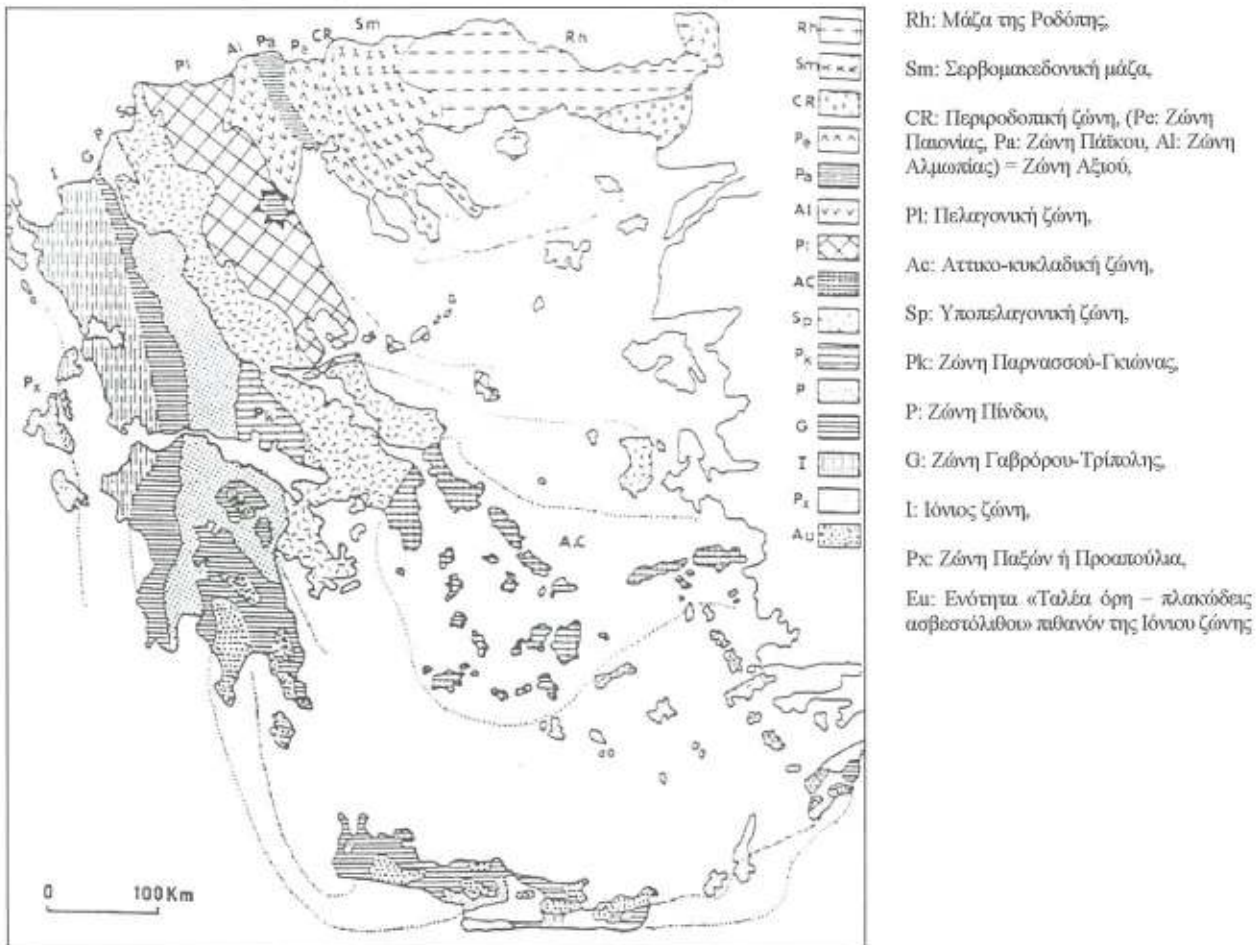 Sm
Rh
CR
Pa
Pe
Al
Pl
Sp
P
G
I
Px
Pk
AC
0 100 Km
Rh
Sm
CR
Pe
Pa
Al
Pl
AC
Sp
Pk
P
G
I
Px
Au
Rh: Μάζα της Ροδόπης,
Sm: Σερβομακεδονική μάζα,
CR: Περιροδοπική ζώνη, (Pe: Ζώνη
Παιονίας, Pa: Ζώνη Πάϊκου, Al: Ζώνη
Αλμωπίας) = Ζώνη Αξιού,
Pl: Πελαγονική ζώνη,
Ac: Αττικο-κυκλαδική ζώνη,
Sp: Υποπελαγονική ζώνη,
Pk: Ζώνη Παρνασσού-Γκιώνας,
P: Ζώνη Πίνδου,
G: Ζώνη Γαβρόρου-Τρίπολης,
I: Ιόνιος ζώνη,
Px: Ζώνη Παξών ή Προαπούλια,
Eu: Ενότητα «Ταλέα όρη – πλακώδεις
ασβεστόλιθοι» πιθανόν της Ιόνιου ζώνης